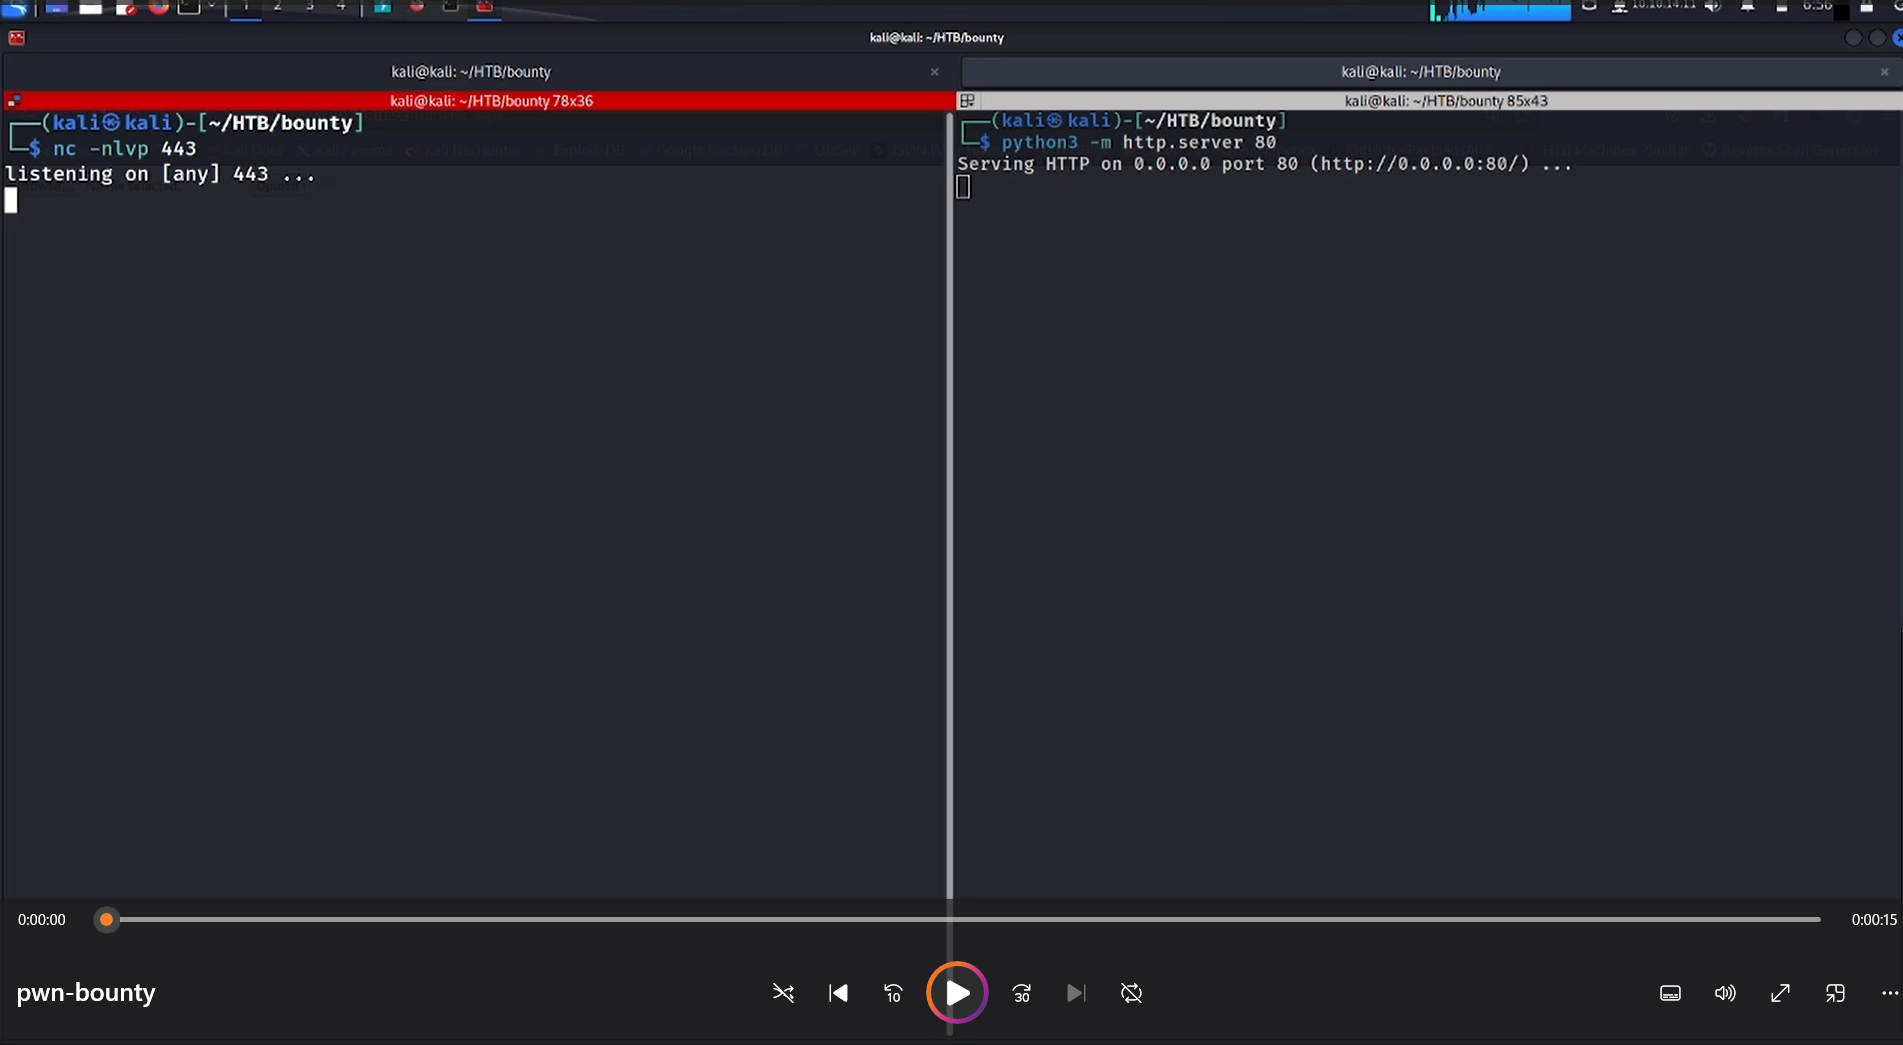 1 2 3 4
10.10.14.11
6:56
kali@kali: ~/HTB/bounty
kali@kali: ~/HTB/bounty
kali@kali: ~/HTB/bounty
kali@kali: ~/HTB/bounty 78x36
kali@kali: ~/HTB/bounty 85x43
┌──(kali㉿kali)-[~/HTB/bounty]
└─$ nc -nlvp 443
listening on [any] 443 ...
┌──(kali㉿kali)-[~/HTB/bounty]
└─$ python3 -m http.server 80
Serving HTTP on 0.0.0.0 port 80 (http://0.0.0.0:80/) ...
0:00:00
0:00:15
pwn-bounty
10
30